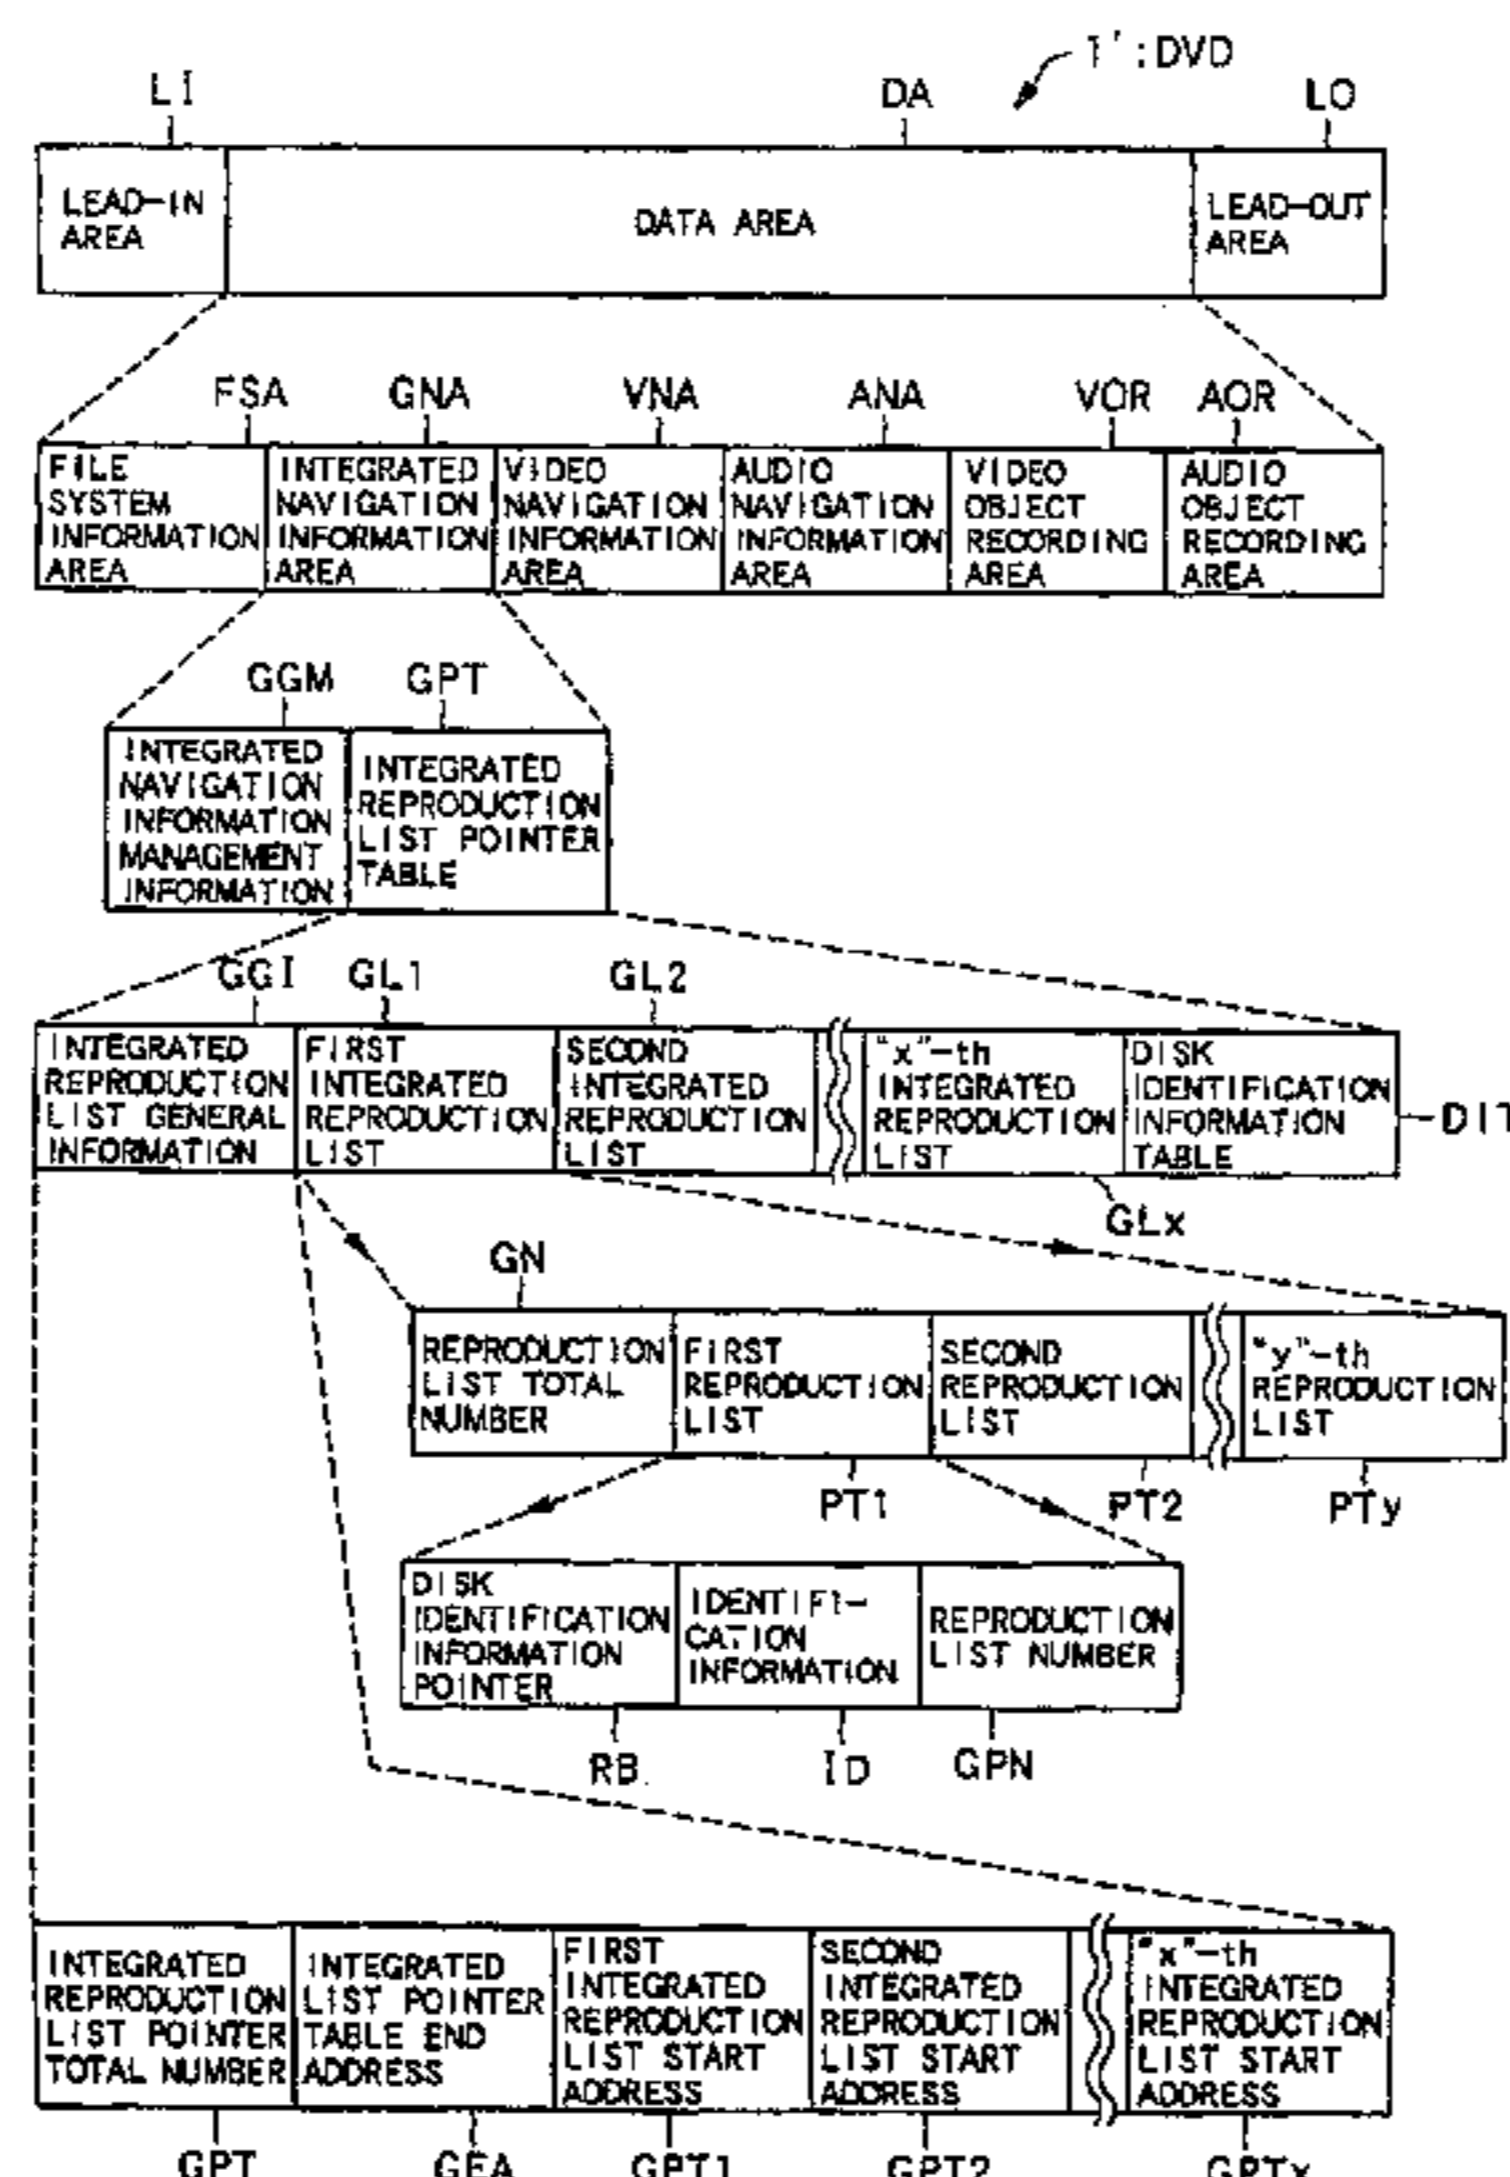 1':DVD
LI
DA
LO
LEAD-IN
AREA
DATA AREA
LEAD-OUT
AREA
FSA
GNA
VNA
ANA
VOR
AOR
FILE
SYSTEM
INFORMATION
AREA
INTEGRATED
NAVIGATION
INFORMATION
AREA
VIDEO
NAVIGATION
INFORMATION
AREA
AUDIO
NAVIGATION
INFORMATION
AREA
VIDEO
OBJECT
RECORDING
AREA
AUDIO
OBJECT
RECORDING
AREA
GGM
GPT
INTEGRATED
NAVIGATION
INFORMATION
MANAGEMENT
INFORMATION
INTEGRATED
REPRODUCTION
LIST POINTER
TABLE
GGI
GL1
GL2
INTEGRATED
REPRODUCTION
LIST GENERAL
INFORMATION
FIRST
INTEGRATED
REPRODUCTION
LIST
SECOND
INTEGRATED
REPRODUCTION
LIST
"x"-th
INTEGRATED
REPRODUCTION
LIST
DISK
IDENTIFICATION
INFORMATION
TABLE
DIT
GLx
GN
REPRODUCTION
LIST TOTAL
NUMBER
FIRST
REPRODUCTION
LIST
SECOND
REPRODUCTION
LIST
"y"-th
REPRODUCTION
LIST
PT1
PT2
PTy
DISK
IDENTIFICATION
INFORMATION
POINTER
IDENTIFI-
CATION
INFORMATION
REPRODUCTION
LIST NUMBER
RB
ID
GPN
INTEGRATED
REPRODUCTION
LIST POINTER
TOTAL NUMBER
INTEGRATED
LIST POINTER
TABLE END
ADDRESS
FIRST
INTEGRATED
REPRODUCTION
LIST START
ADDRESS
SECOND
INTEGRATED
REPRODUCTION
LIST START
ADDRESS
"x"-th
INTEGRATED
REPRODUCTION
LIST START
ADDRESS
GPT
GEA
GPT1
GPT2
GPTx